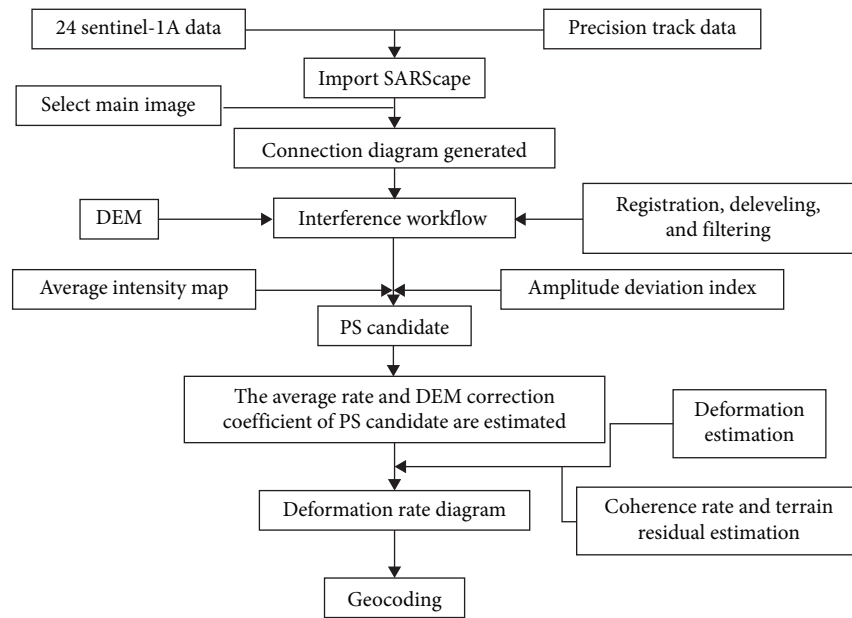 24 sentinel-1A data
Precision track data
Import SARScape
Select main image
Connection diagram generated
DEM
Interference workflow
Registration, deleveling,
and filtering
Average intensity map
Amplitude deviation index
PS candidate
The average rate and DEM correction
coefficient of PS candidate are estimated
Deformation
estimation
Deformation rate diagram
Coherence rate and terrain
residual estimation
Geocoding